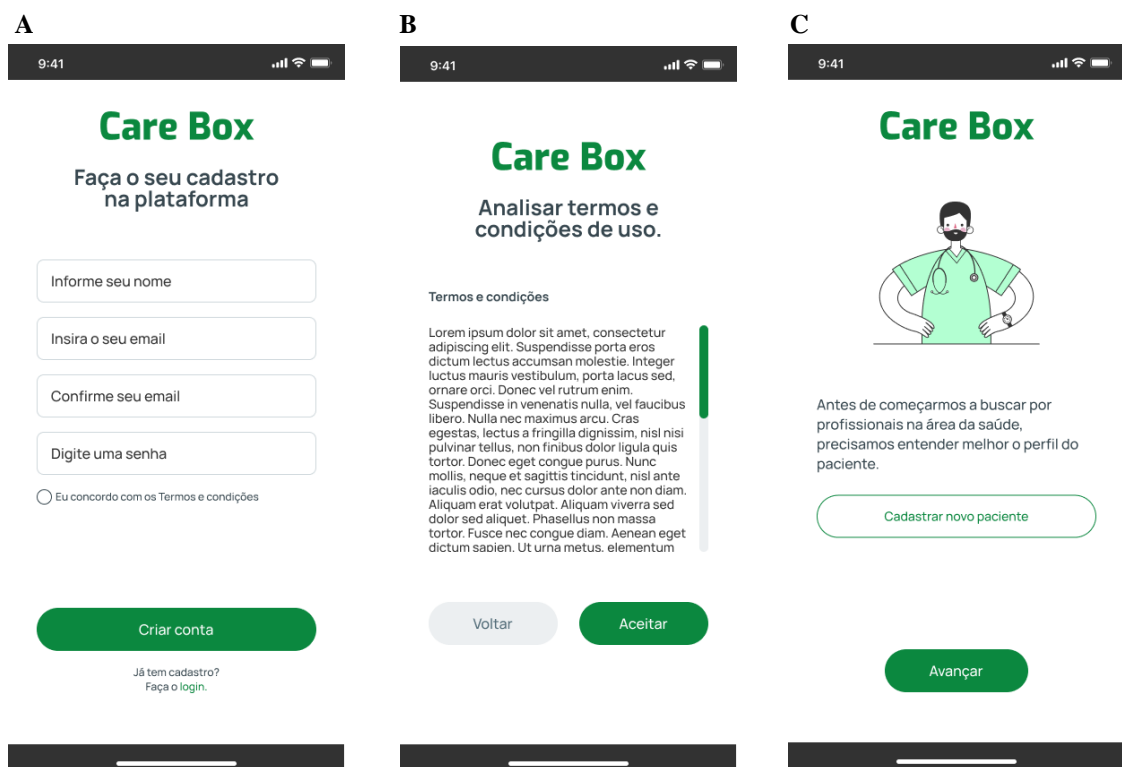 A
9:41
Care Box
Faça o seu cadastro
na plataforma
Informe seu nome
Insira o seu email
Confirme seu email
Digite uma senha
Eu concordo com os Termos e condições
Criar conta
Já tem cadastro?
Faça o login.
B
9:41
Care Box
Analisar termos e
condições de uso.
Termos e condições
Lorem ipsum dolor sit amet, consectetur
adipiscing elit. Suspendisse porta eros
dictum lectus accumsan molestie. Integer
luctus mauris vestibulum, porta lacus sed,
ornare orci. Donec vel rutrum enim.
Suspendisse in venenatis nulla, vel faucibus
libero. Nulla nec maximus arcu. Cras
egestas, lectus a fringilla dignissim, nisl nisi
pulvinar tellus, non finibus dolor ligula quis
tortor. Donec eget congue purus. Nunc
mollis, neque et sagittis tincidunt, nisl ante
iaculis odio, nec cursus dolor ante non diam.
Aliquam erat volutpat. Aliquam viverra sed
dolor sed aliquet. Phasellus non massa
tortor. Fusce nec congue diam. Aenean eget
dictum sapien. Ut urna metus, elementum
Voltar
Aceitar
C
9:41
Care Box
Antes de começarmos a buscar por
profissionais na área da saúde,
precisamos entender melhor o perfil do
paciente.
Cadastrar novo paciente
Avançar